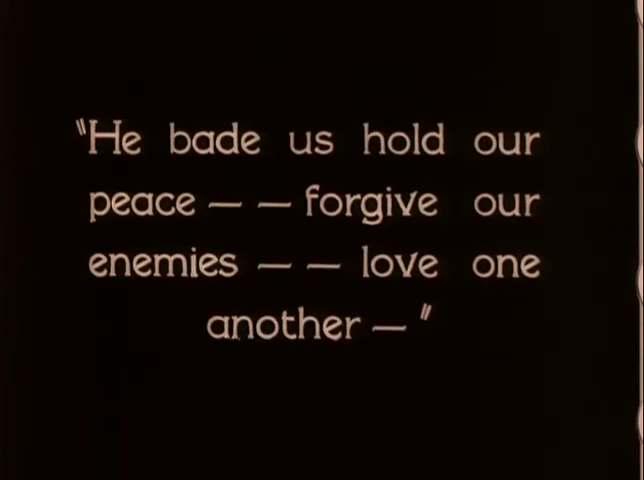 "He bade us hold our
peace — — forgive our
enemies — — love one
another — "